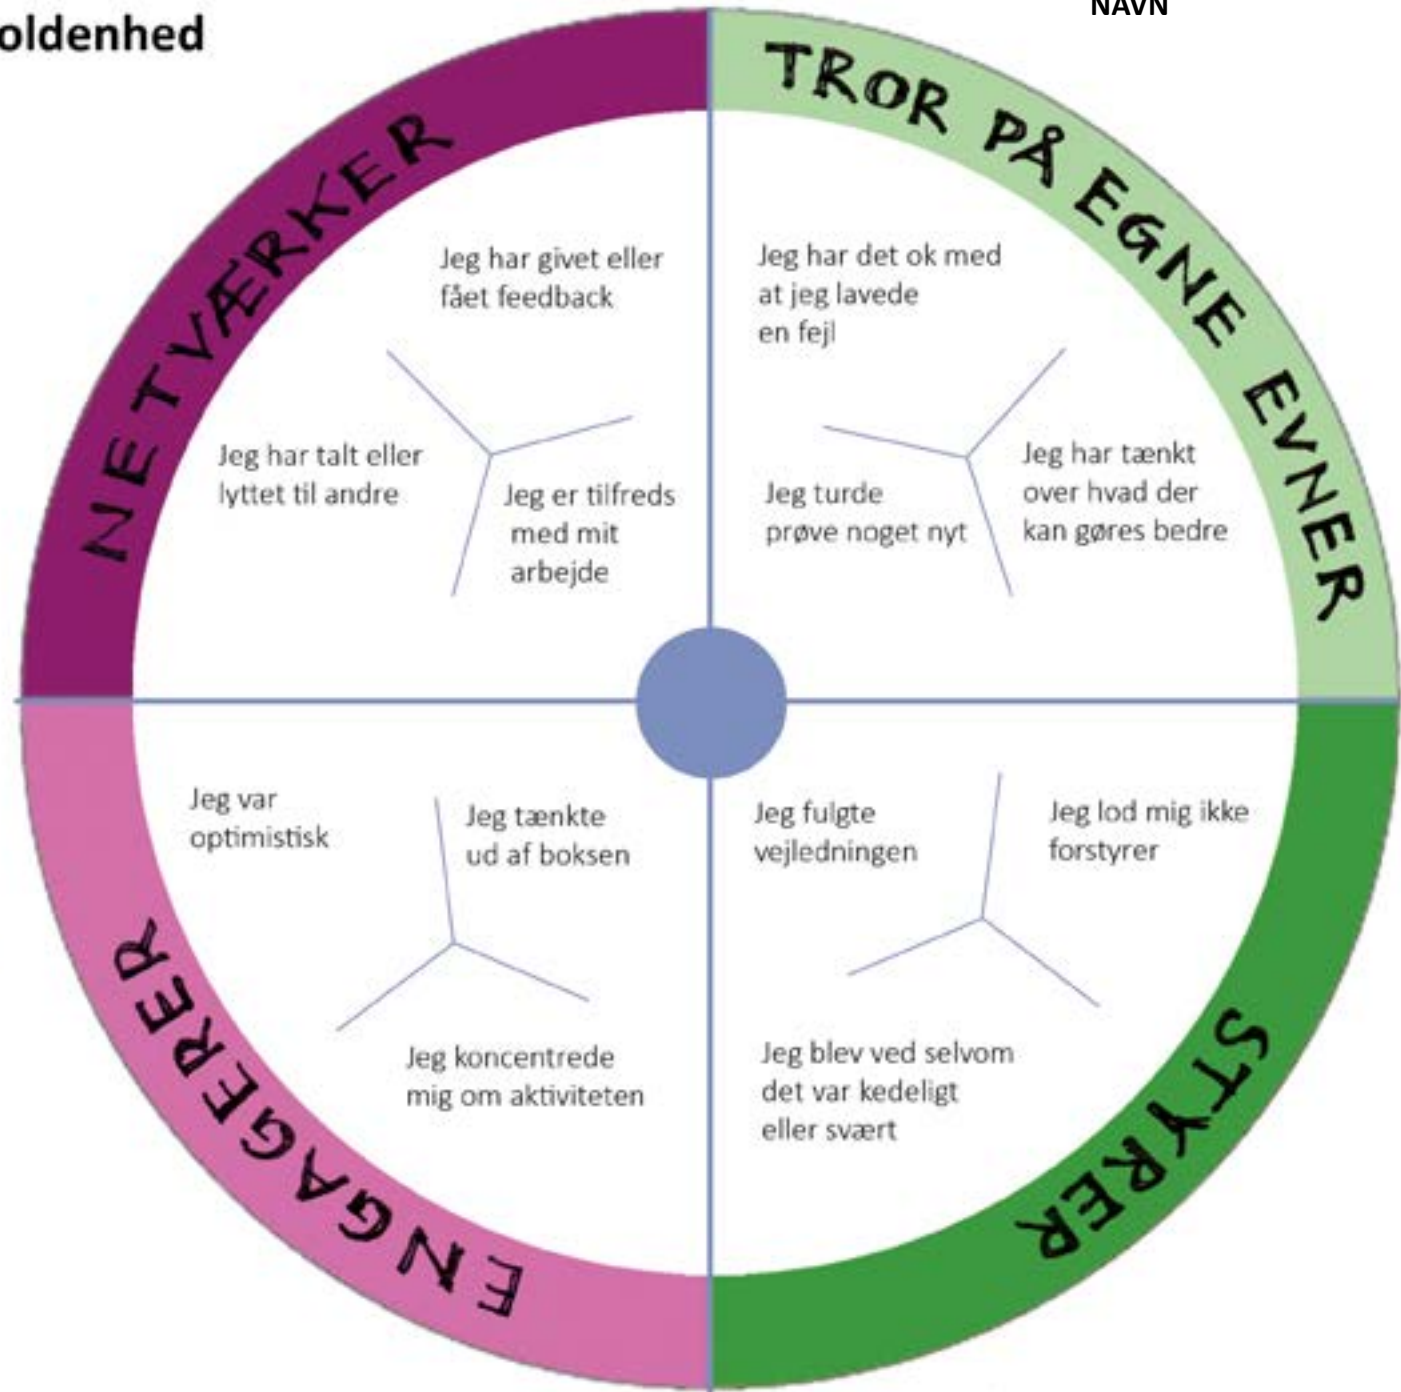 oldenhed
NAVN
NETVÆRKER
TROR PÅ EGNE EVNER
Jeg har givet eller
fået feedback
Jeg har talt eller
lyttet til andre
Jeg er tilfreds
med mit
arbejde
Jeg har det ok med
at jeg lavede
en fejl
Jeg turde
prøve noget nyt
Jeg har tænkt
over hvad der
kan gøres bedre
Jeg var
optimistisk
Jeg tænkte
ud af boksen
Jeg koncentrede
mig om aktiviteten
Jeg fulgte
vejledningen
Jeg lod mig ikke
forstyrer
Jeg blev ved selvom
det var kedeligt
eller svært
ENGAGERER
STYRER